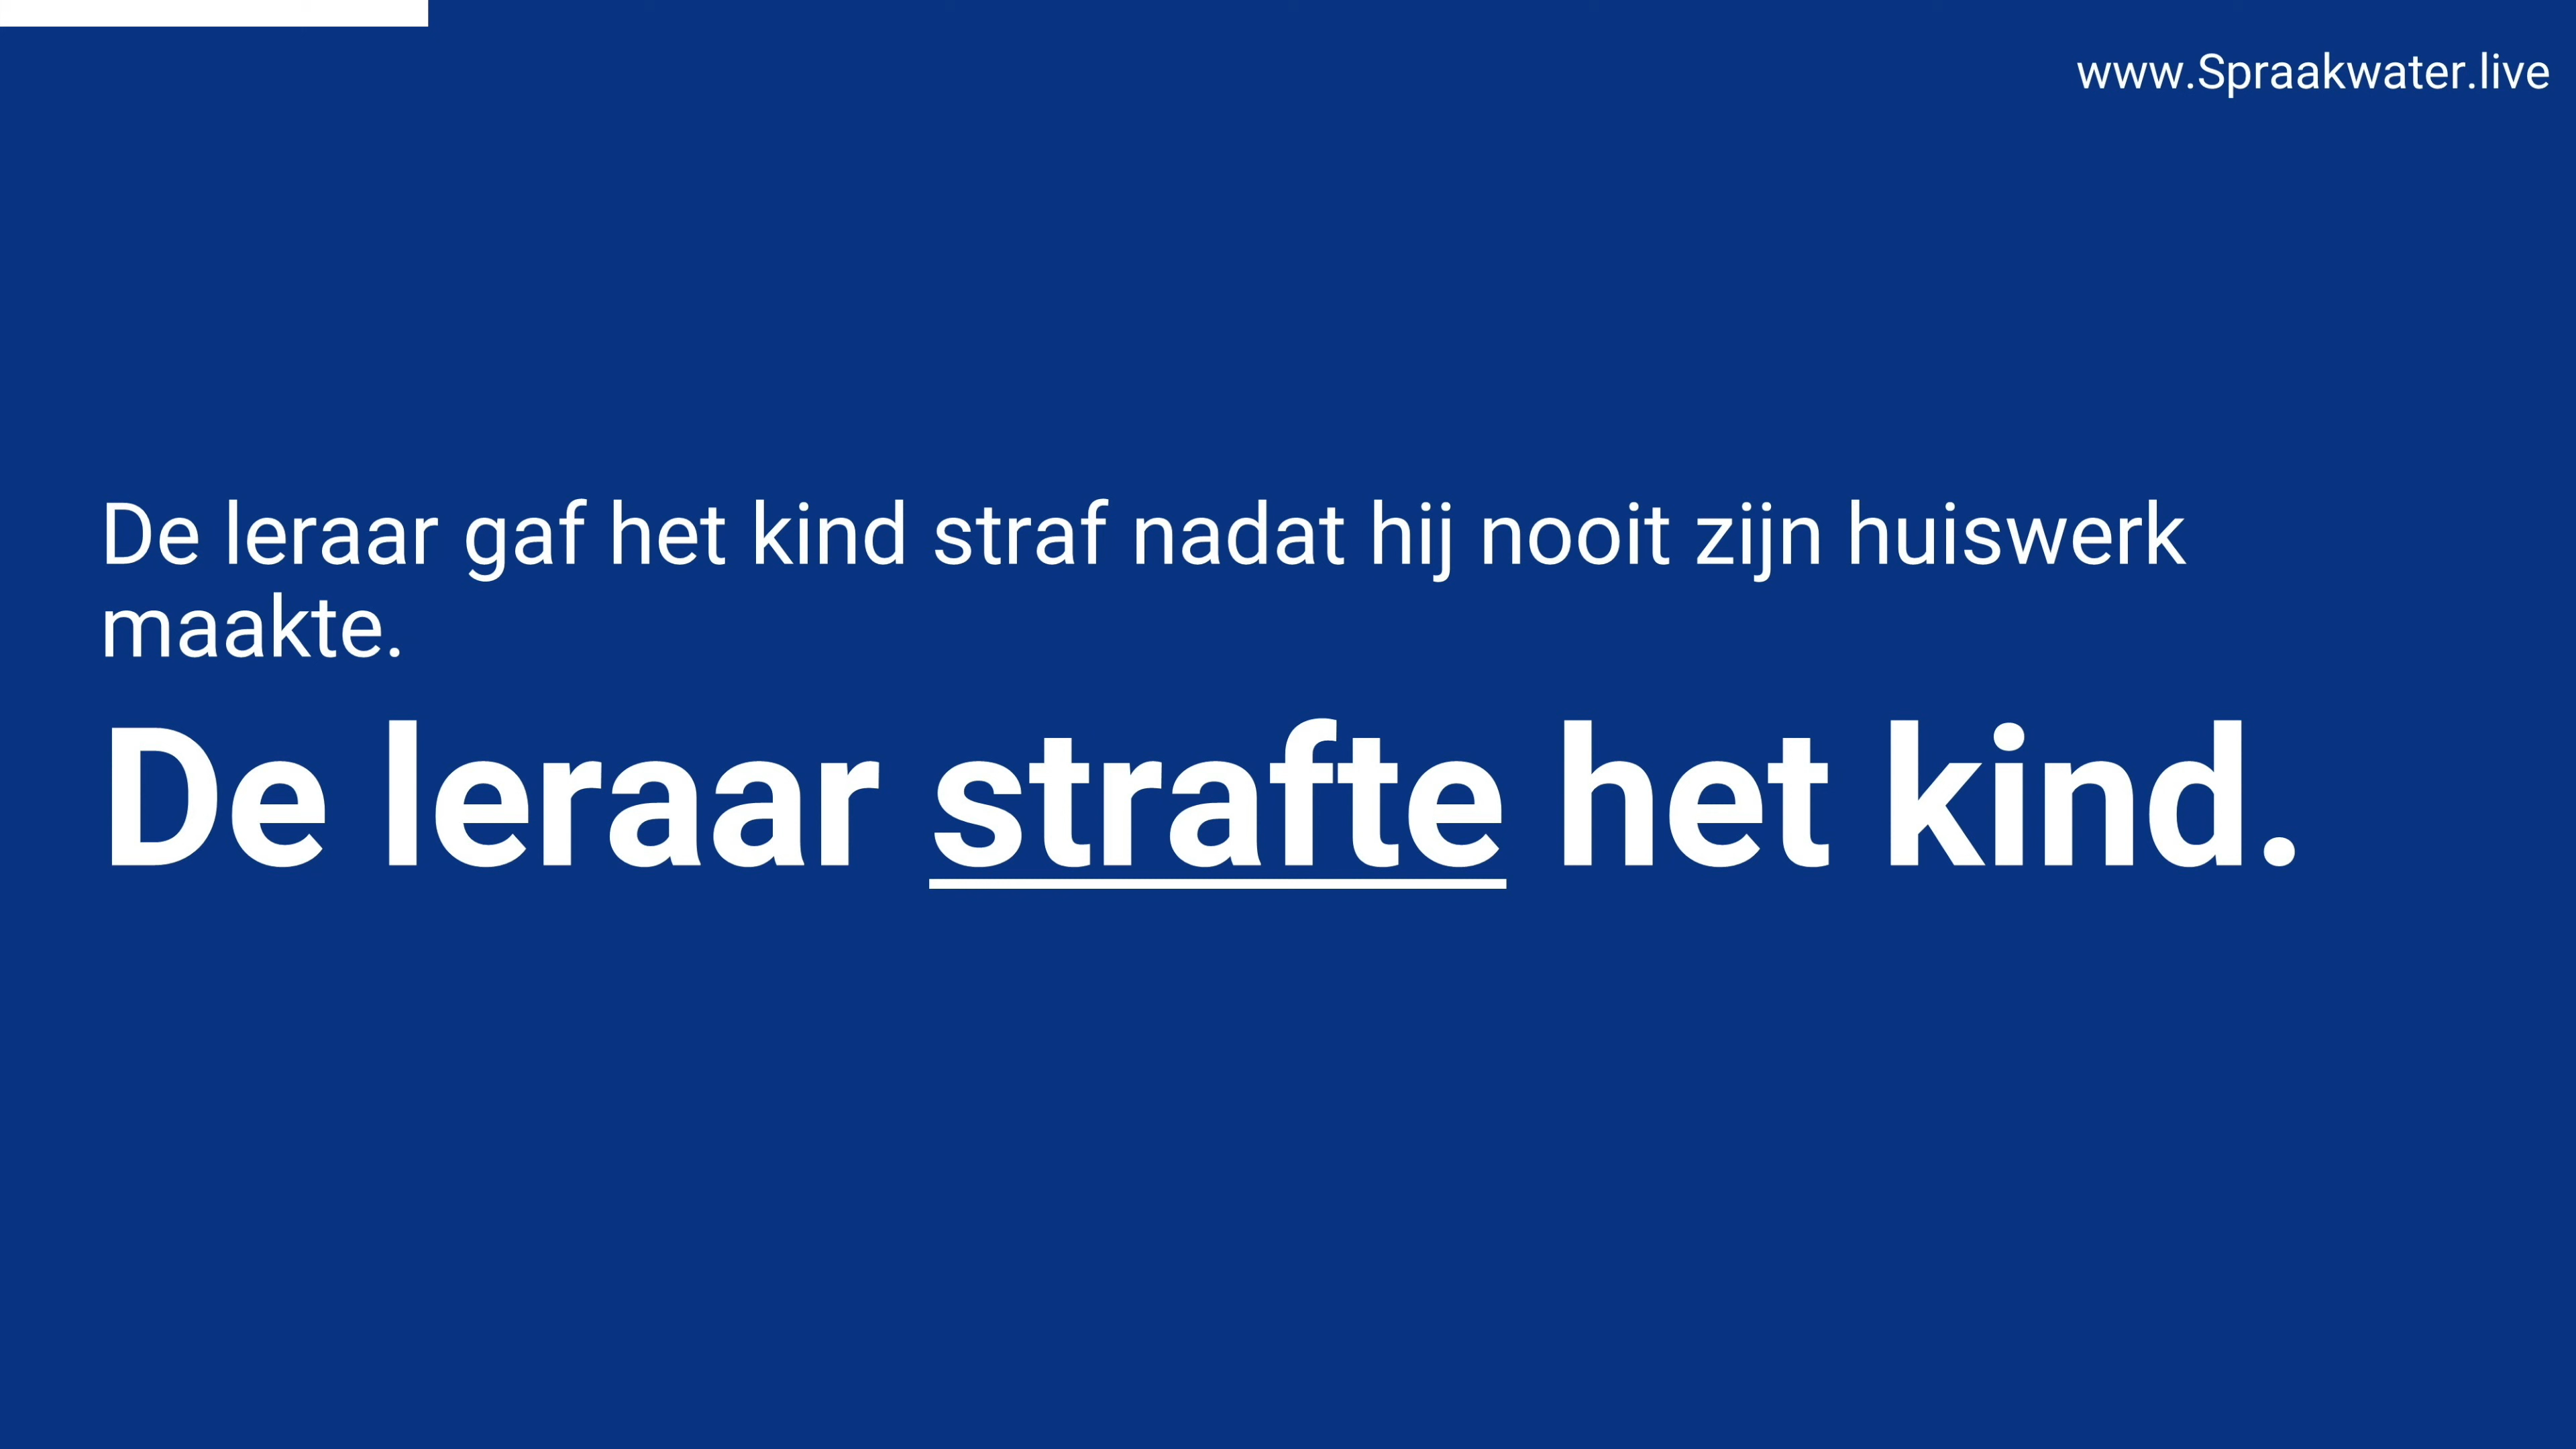 www.Spraakwater.live
De leraar gaf het kind straf nadat hij nooit zijn huiswerk
maakte.
De leraar strafte het kind.